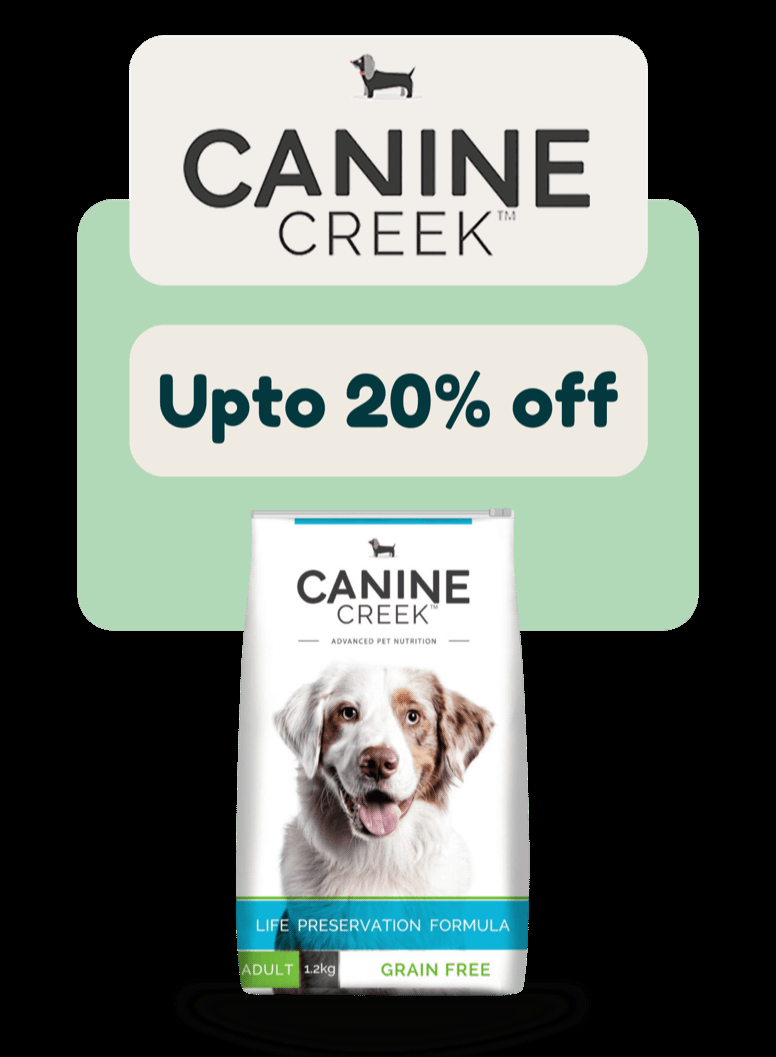 CANINE
CREEK™
Upto 20% off
CANINE
CREEK™
ADVANCED PET NUTRITION
LIFE PRESERVATION FORMULA
ADULT 1.2kg GRAIN FREE